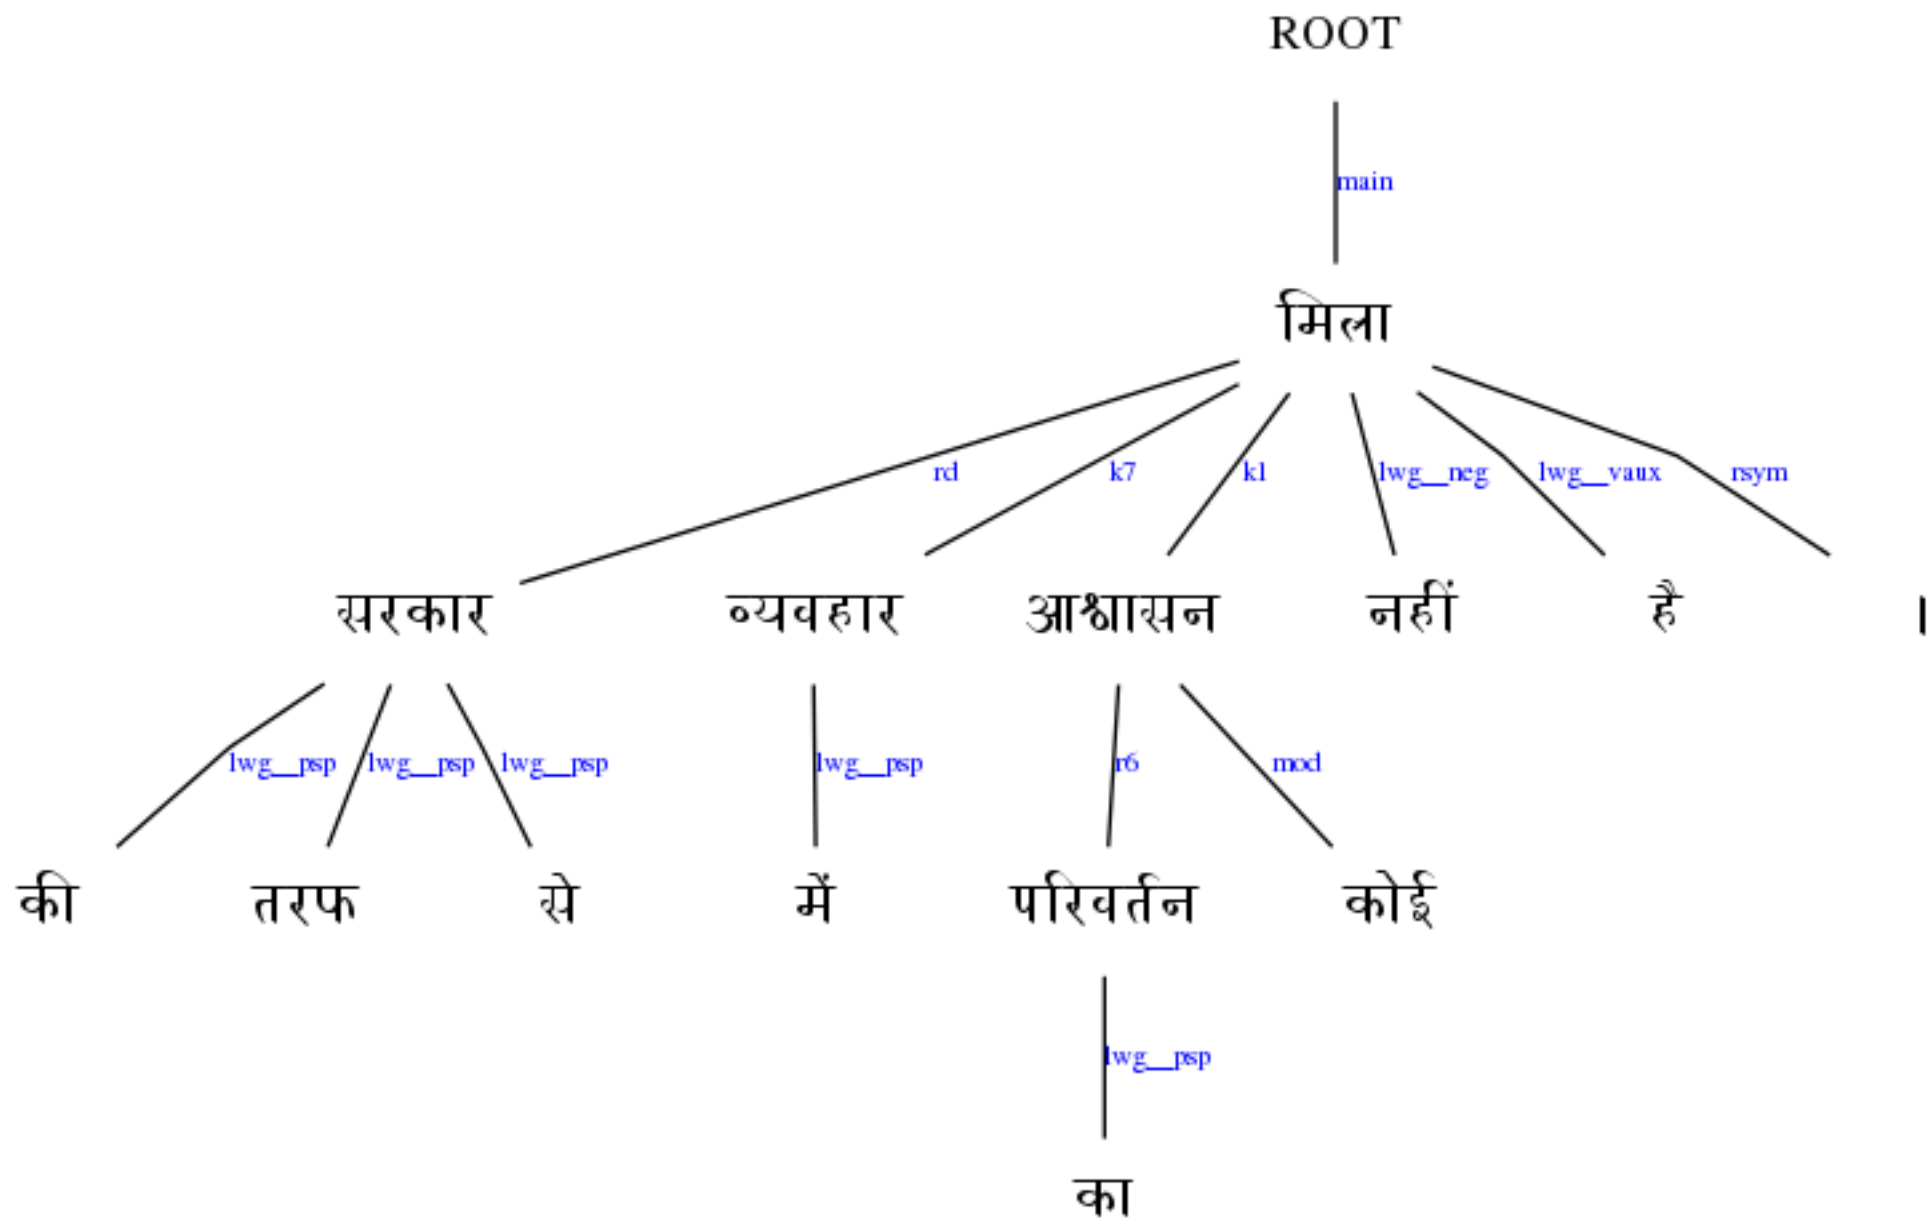 ROOT
main
मिला
rd k7 k1 lwg__neg lwg__vaux rsym
सरकार व्यवहार आश्वासन नहीं है ।
lwg__psp lwg__psp lwg__psp lwg__psp r6 mod
की तरफ से में परिवर्तन कोई
lwg__psp
का